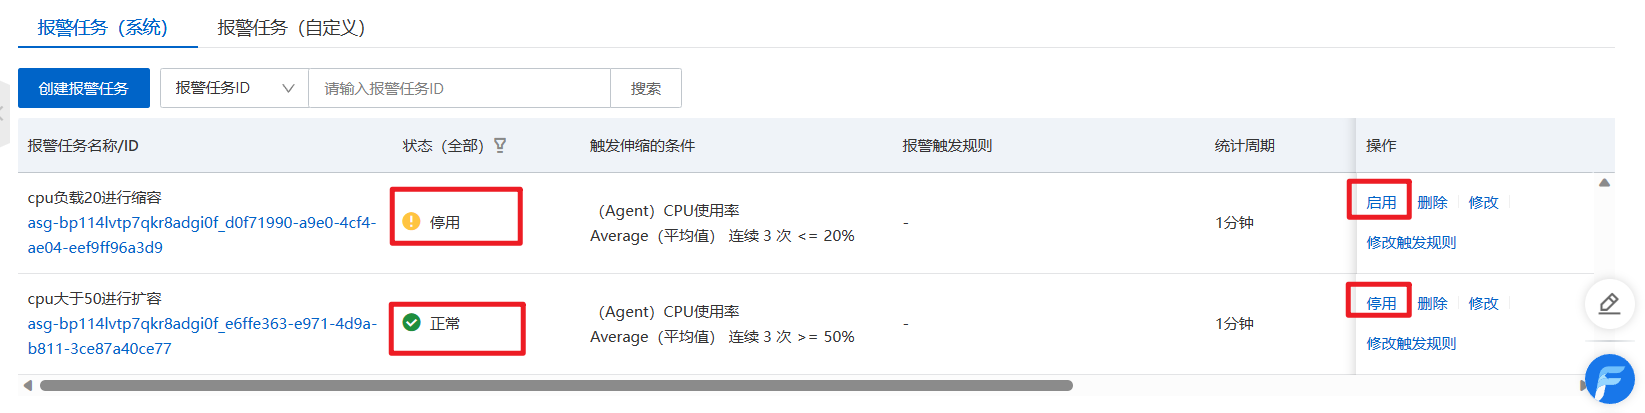 报警任务（系统） 报警任务（自定义）
创建报警任务 报警任务ID 请输入报警任务ID 搜索
报警任务名称/ID 状态（全部） 触发伸缩的条件 报警触发规则 统计周期 操作
cpu负载20进行缩容
asg-bp114lvtp7qkr8adgi0f_d0f71990-a9e0-4cf4-
ae04-eef9ff96a3d9
停用
（Agent）CPU使用率
Average（平均值） 连续 3 次 <= 20%
-
1分钟
启用 删除 修改
修改触发规则
cpu大于50进行扩容
asg-bp114lvtp7qkr8adgi0f_e6ffe363-e971-4d9a-
b811-3ce87a40ce77
正常
（Agent）CPU使用率
Average（平均值） 连续 3 次 >= 50%
-
1分钟
停用 删除 修改
修改触发规则